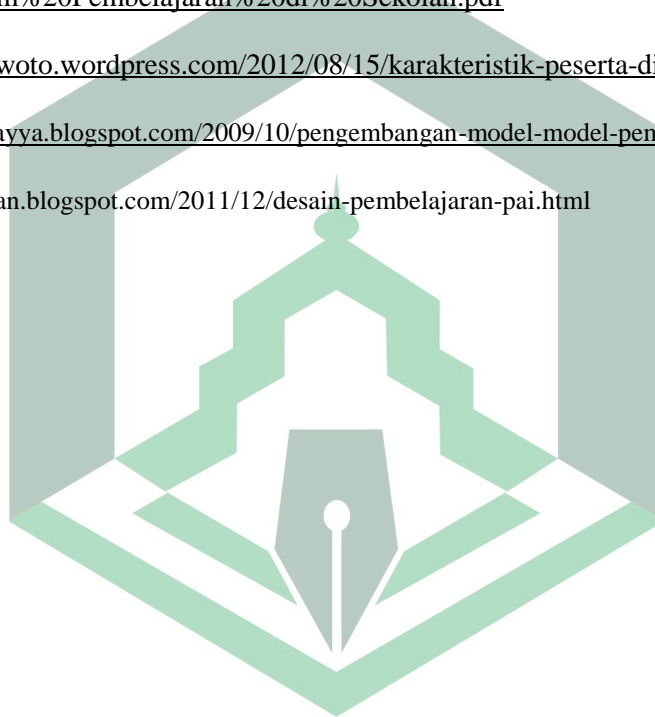 %20Pembelajaran%20di%20Sekolah.pdf
woto.wordpress.com/2012/08/15/karakteristik-peserta-di
ayya.blogspot.com/2009/10/pengembangan-model-model-pem
an.blogspot.com/2011/12/desain-pembelajaran-pai.html